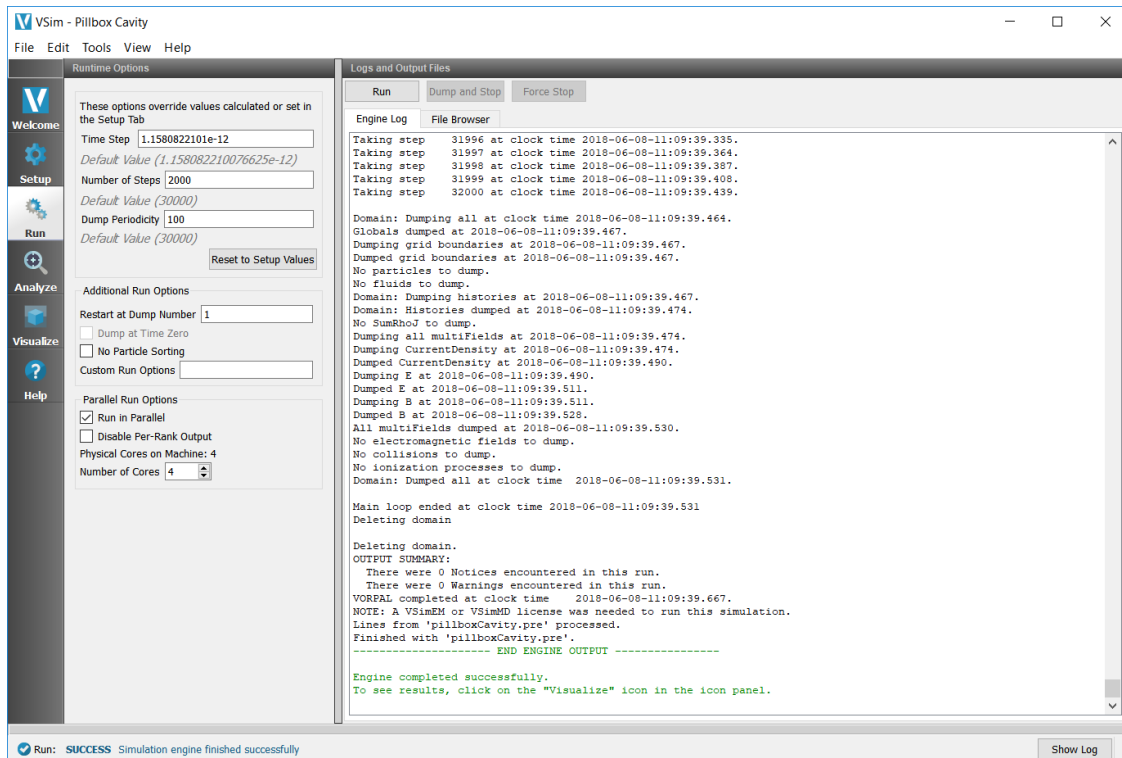 VSim - Pillbox Cavity
File Edit Tools View Help
Welcome
Setup
Run
Analyze
Visualize
Help
Runtime Options
These options override values calculated or set in
the Setup Tab
Time Step 1.1580822101e-12
Default Value (1.158082210076625e-12)
Number of Steps 2000
Default Value (30000)
Dump Periodicity 100
Default Value (30000)
Reset to Setup Values
Additional Run Options
Restart at Dump Number 1
Dump at Time Zero
No Particle Sorting
Custom Run Options
Parallel Run Options
Run in Parallel
Disable Per-Rank Output
Physical Cores on Machine: 4
Number of Cores 4
Logs and Output Files
Run Dump and Stop Force Stop
Engine Log File Browser
Taking step 31996 at clock time 2018-06-08-11:09:39.335.
Taking step 31997 at clock time 2018-06-08-11:09:39.364.
Taking step 31998 at clock time 2018-06-08-11:09:39.387.
Taking step 31999 at clock time 2018-06-08-11:09:39.408.
Taking step 32000 at clock time 2018-06-08-11:09:39.439.
Domain: Dumping all at clock time 2018-06-08-11:09:39.464.
Globals dumped at 2018-06-08-11:09:39.467.
Dumping grid boundaries at 2018-06-08-11:09:39.467.
Dumped grid boundaries at 2018-06-08-11:09:39.467.
No particles to dump.
No fluids to dump.
Domain: Dumping histories at 2018-06-08-11:09:39.467.
Domain: Histories dumped at 2018-06-08-11:09:39.474.
No SumRhoJ to dump.
Dumping all multiFields at 2018-06-08-11:09:39.474.
Dumping CurrentDensity at 2018-06-08-11:09:39.474.
Dumped CurrentDensity at 2018-06-08-11:09:39.490.
Dumping E at 2018-06-08-11:09:39.490.
Dumped E at 2018-06-08-11:09:39.511.
Dumping B at 2018-06-08-11:09:39.511.
Dumped B at 2018-06-08-11:09:39.528.
All multiFields dumped at 2018-06-08-11:09:39.530.
No electromagnetic fields to dump.
No collisions to dump.
No ionization processes to dump.
Domain: Dumped all at clock time 2018-06-08-11:09:39.531.
Main loop ended at clock time 2018-06-08-11:09:39.531
Deleting domain
Deleting domain.
OUTPUT SUMMARY:
There were 0 Notices encountered in this run.
There were 0 Warnings encountered in this run.
VORPAL completed at clock time 2018-06-08-11:09:39.667.
NOTE: A VSimEM or VSimMD license was needed to run this simulation.
Lines from 'pillboxCavity.pre' processed.
Finished with 'pillboxCavity.pre'.
--------------------- END ENGINE OUTPUT ----------------
Engine completed successfully.
To see results, click on the "Visualize" icon in the icon panel.
Run: SUCCESS Simulation engine finished successfully
Show Log